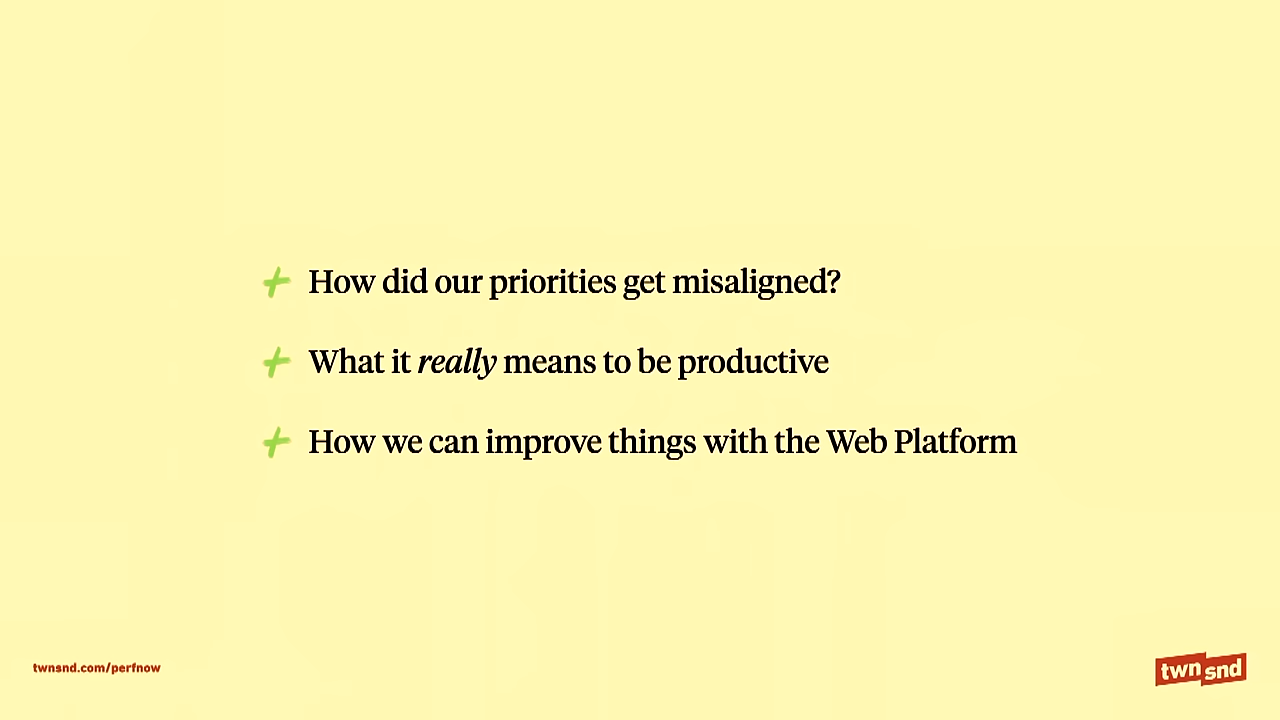 How did our priorities get misaligned?
What it really means to be productive
How we can improve things with the Web Platform
twnsnd.com/perfnow
twn snd